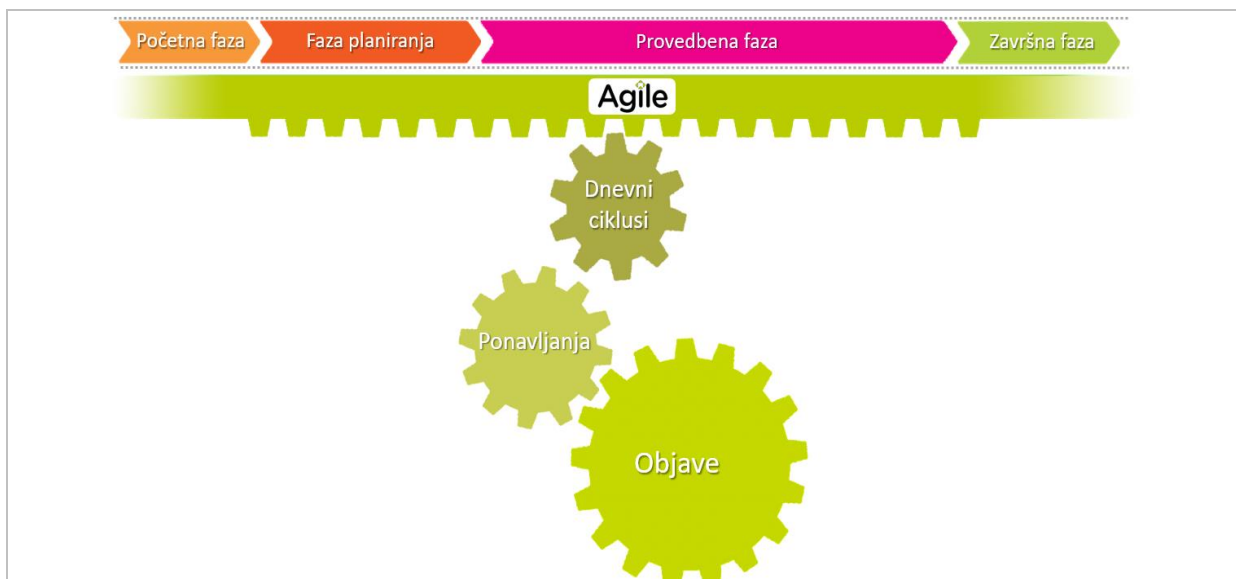 Početna faza
Faza planiranja
Provedbena faza
Završna faza
Agile
Dnevni
ciklusi
Ponavljanja
Objave